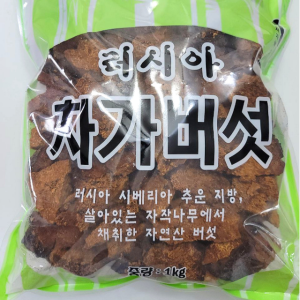 러시아
차가버섯
러시아 시베리아 추운 지방,
살아있는 자작나무에서
채취한 자연산 버섯
중량 : 1kg